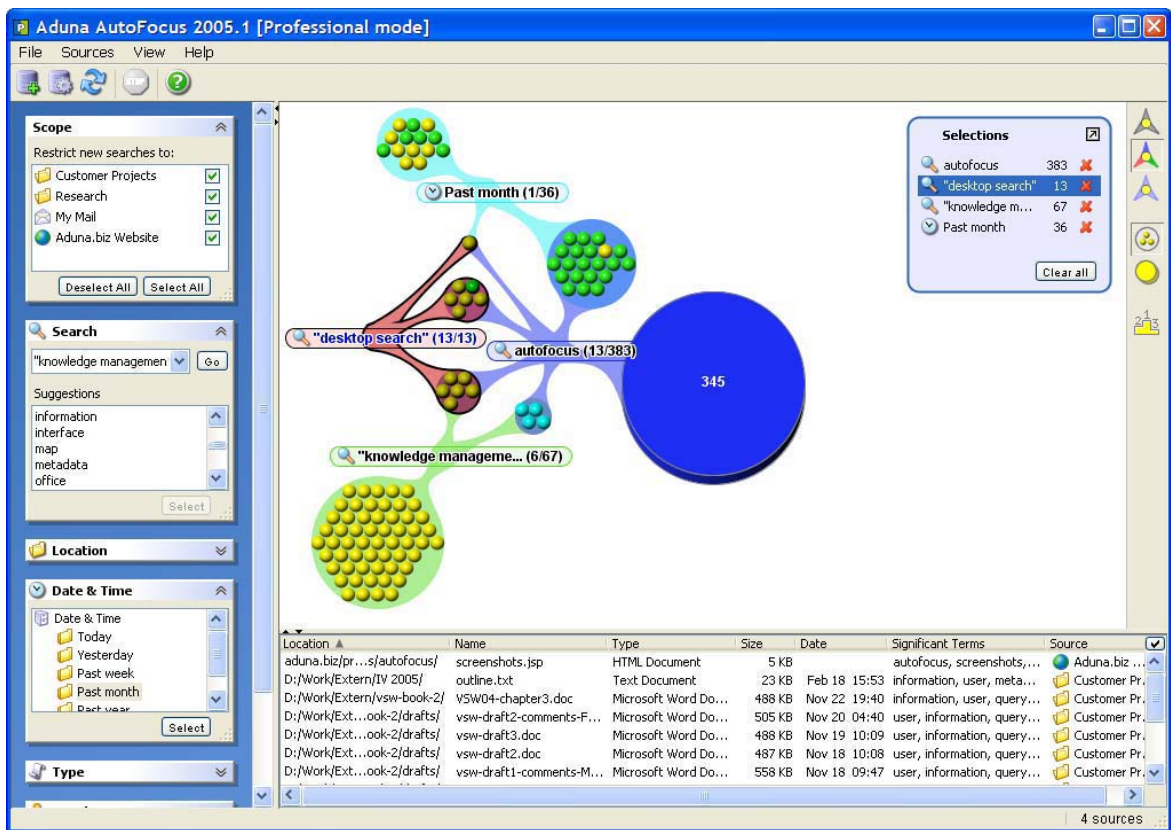 Aduna AutoFocus 2005.1 [Professional mode]
File Sources View Help
Scope
Restrict new searches to:
Customer Projects
Research
My Mail
Aduna.biz Website
Deselect All Select All
Search
"knowledge managemen Go
Suggestions
information
interface
map
metadata
office
Select
Location
Date & Time
Date & Time
Today
Yesterday
Past week
Past month
Past year
Select
Type
Past month (1/36)
"desktop search" (13/13)
autofocus (13/383)
345
"knowledge manageme... (6/67)
Selections
autofocus 383
"desktop search" 13
"knowledge m... 67
Past month 36
Clear all
Location Name Type Size Date Significant Terms Source
aduna.biz/pr...s/autofocus/ screenshots.jsp HTML Document 5 KB autofocus, screenshots,... Aduna.biz ...
D:/Work/Extern/IV 2005/ outline.txt Text Document 23 KB Feb 18 15:53 information, user, meta... Customer Pr.
D:/Work/Extern/vsw-book-2/ VSW04-chapter3.doc Microsoft Word Do... 488 KB Nov 22 19:40 information, user, query... Customer Pr.
D:/Work/Ext...ook-2/drafts/ vsw-draft2-comments-F... Microsoft Word Do... 505 KB Nov 20 04:40 user, information, query... Customer Pr.
D:/Work/Ext...ook-2/drafts/ vsw-draft3.doc Microsoft Word Do... 488 KB Nov 19 10:09 user, information, query... Customer Pr.
D:/Work/Ext...ook-2/drafts/ vsw-draft2.doc Microsoft Word Do... 487 KB Nov 18 10:08 user, information, query... Customer Pr.
D:/Work/Ext...ook-2/drafts/ vsw-draft1-comments-M... Microsoft Word Do... 558 KB Nov 18 09:47 user, information, query... Customer Pr.
4 sources